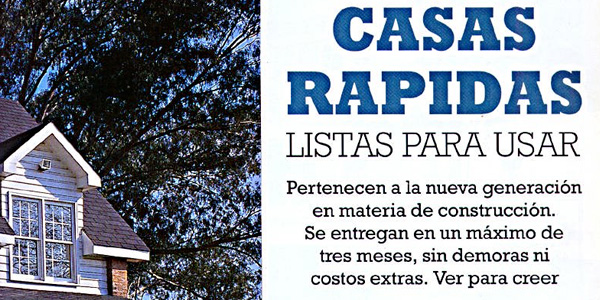 CASAS
RAPIDAS
LISTAS PARA USAR
Pertenecen a la nueva generación
en materia de construcción.
Se entregan en un máximo de
tres meses, sin demoras ni
costos extras. Ver para creer